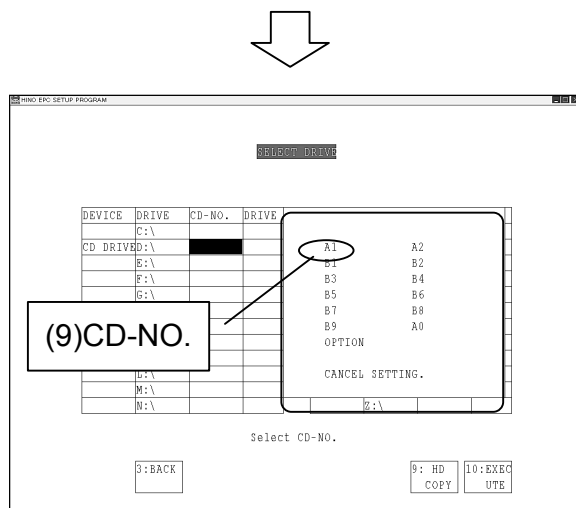 HINO EPC SETUP PROGRAM
SELECT DRIVE
DEVICE DRIVE CD-NO. DRIVE
C:\
CD DRIVE D:\ A1 A2
E:\ B1 B2
F:\ B3 B4
G:\ B5 B6
B7 B8
B9 A0
(9)CD-NO.
OPTION
L:\ CANCEL SETTING.
M:\
N:\ Z:\
Select CD-NO.
3:BACK 9: HD COPY 10:EXECUTE